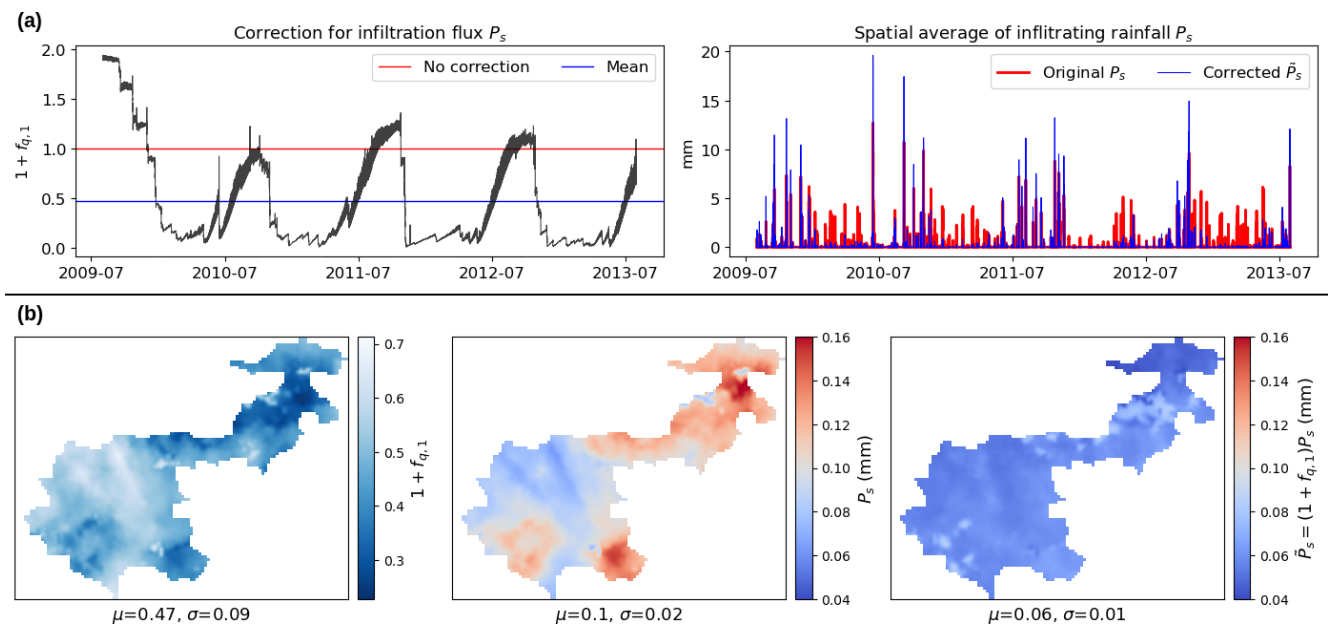 (a)
Correction for infiltration flux P_s
2.0
1.5
1.0
0.5
0.0
1 + f_{q,1}
No correction
Mean
2009-07
2010-07
2011-07
2012-07
2013-07
Spatial average of inflitrating rainfall P_s
20
15
10
5
0
mm
Original P_s
Corrected P̃_s
2009-07
2010-07
2011-07
2012-07
2013-07
(b)
0.7
0.6
0.5
0.4
0.3
1 + f_{q,1}
μ=0.47, σ=0.09
0.16
0.14
0.12
0.10
0.08
0.06
0.04
P_s (mm)
μ=0.1, σ=0.02
0.16
0.14
0.12
0.10
0.08
0.06
0.04
P̃_s = (1 + f_{q,1})P_s (mm)
μ=0.06, σ=0.01